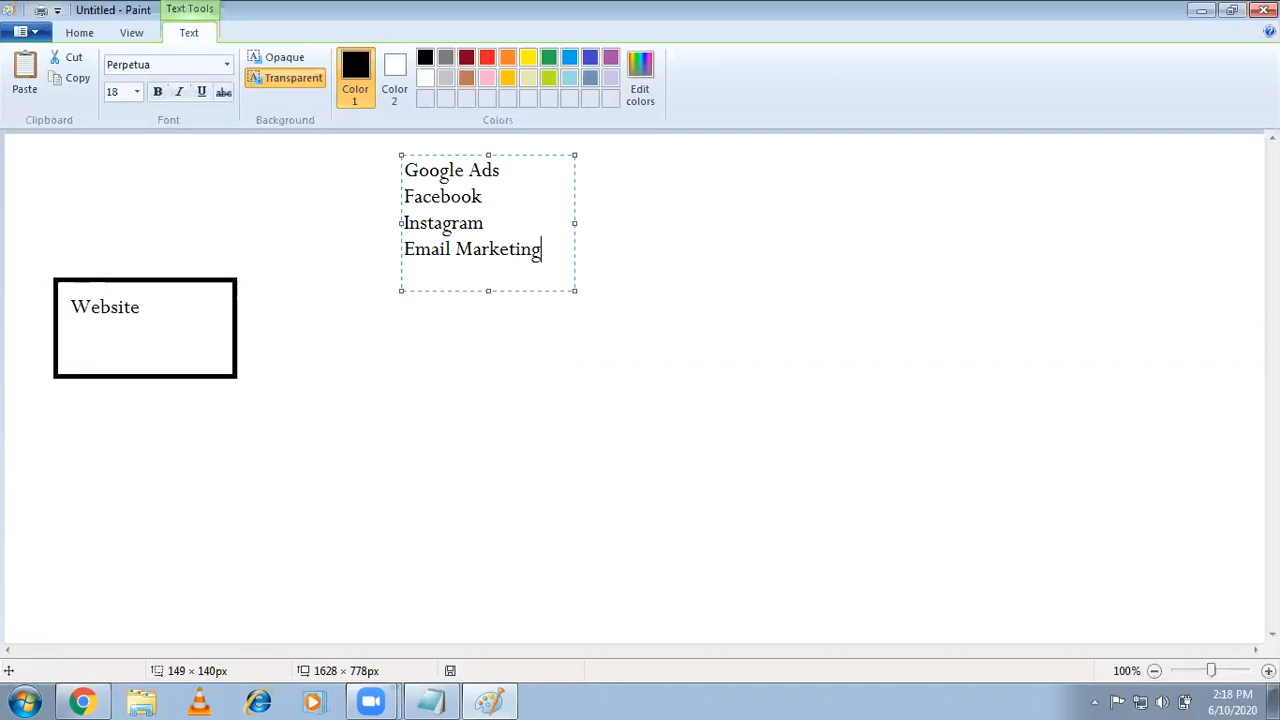 Untitled - Paint
Text Tools
Home
View
Text
Paste
Cut
Copy
Clipboard
Perpetua
18
B I U abc
Font
Opaque
Transparent
Background
Color 1
Color 2
Edit colors
Colors
Google Ads
Facebook
Instagram
Email Marketing
Website
149 × 140px
1628 × 778px
100%
2:18 PM
6/10/2020